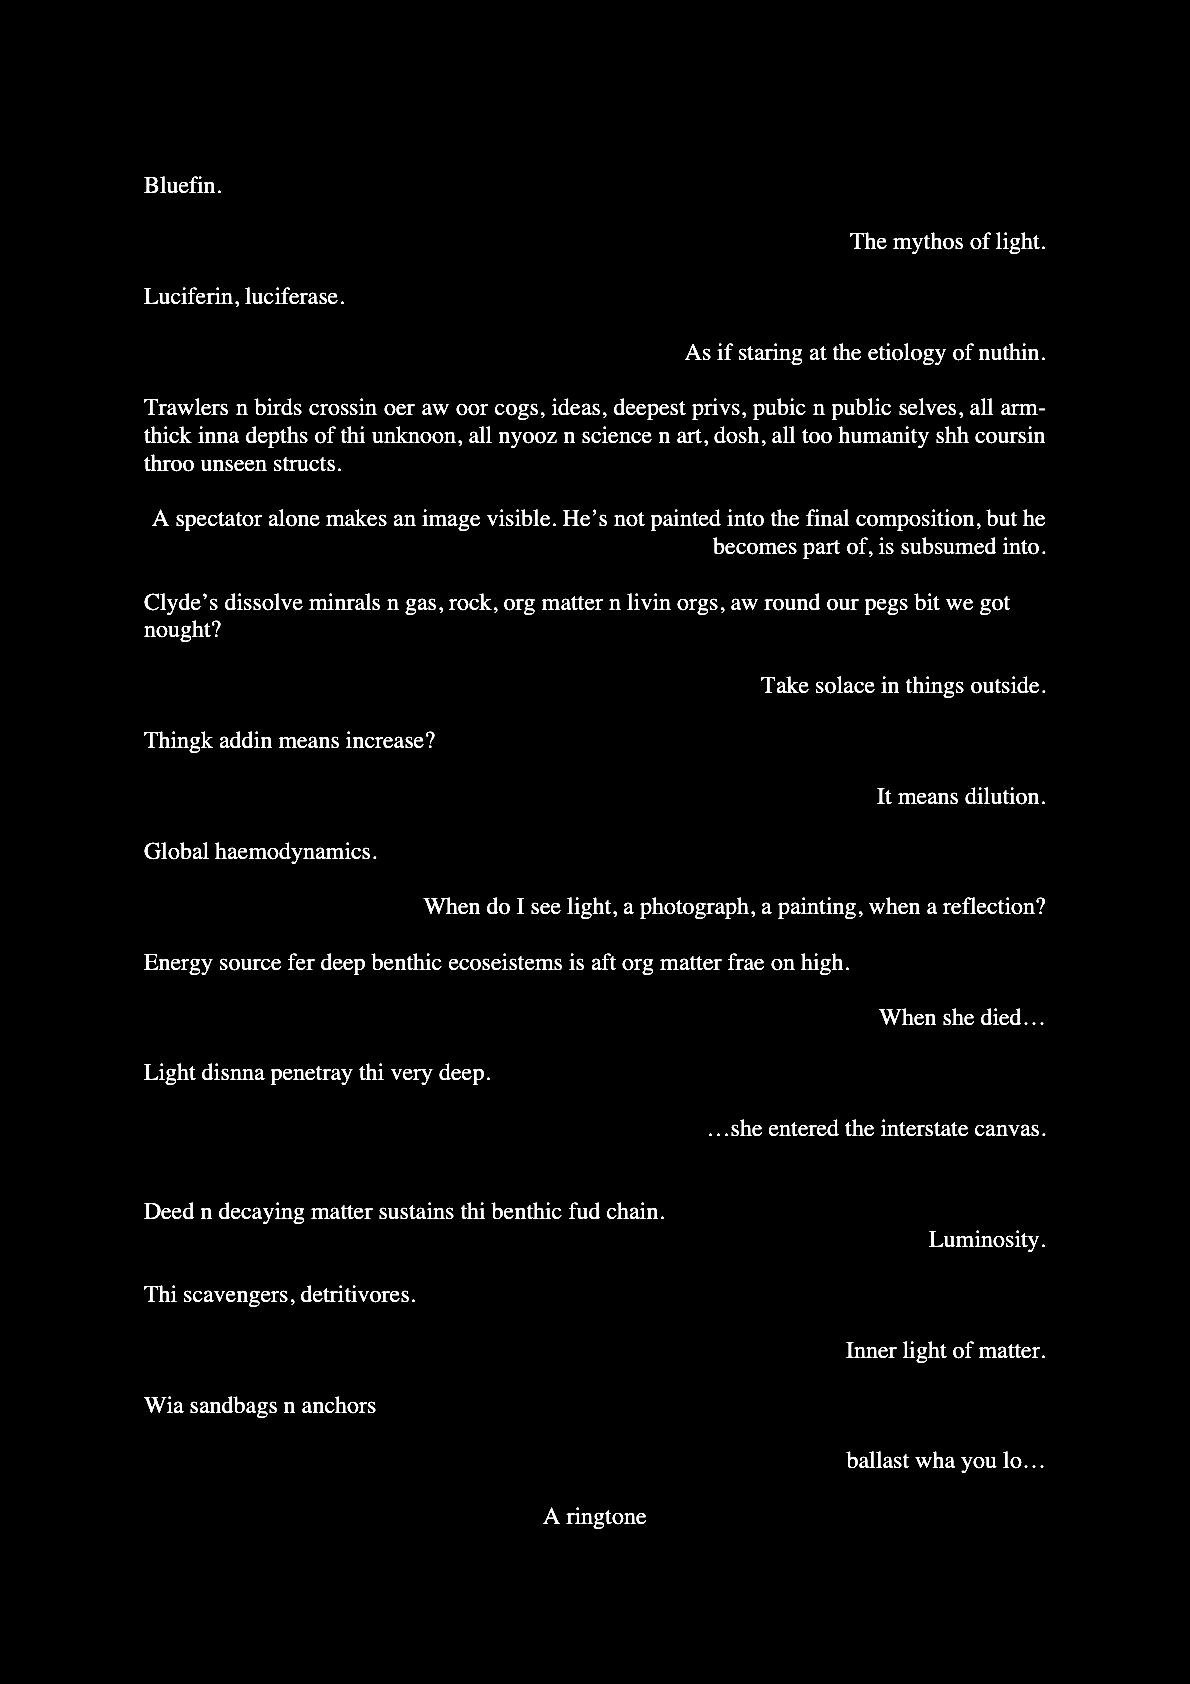 Bluefin.
The mythos of light.
Luciferin, luciferase.
As if staring at the etiology of nuthin.
Trawlers n birds crossin oer aw oor cogs, ideas, deepest privs, pubic n public selves, all arm-
thick inna depths of thi unknoon, all nyooz n science n art, dosh, all too humanity shh coursin
throo unseen structs.
A spectator alone makes an image visible. He’s not painted into the final composition, but he
becomes part of, is subsumed into.
Clyde’s dissolve minrals n gas, rock, org matter n livin orgs, aw round our pegs bit we got
nought?
Take solace in things outside.
Thingk addin means increase?
It means dilution.
Global haemodynamics.
When do I see light, a photograph, a painting, when a reflection?
Energy source fer deep benthic ecoseistems is aft org matter frae on high.
When she died…
Light disnna penetray thi very deep.
…she entered the interstate canvas.
Deed n decaying matter sustains thi benthic fud chain.
Luminosity.
Thi scavengers, detritivores.
Inner light of matter.
Wia sandbags n anchors
ballast wha you lo…
A ringtone